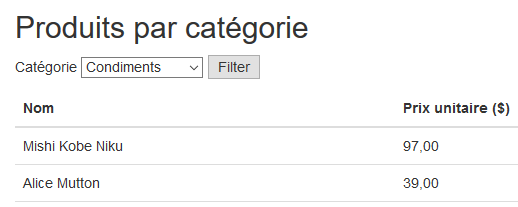 Produits par catégorie
Catégorie Condiments Filter
Nom Prix unitaire ($)
Mishi Kobe Niku 97,00
Alice Mutton 39,00